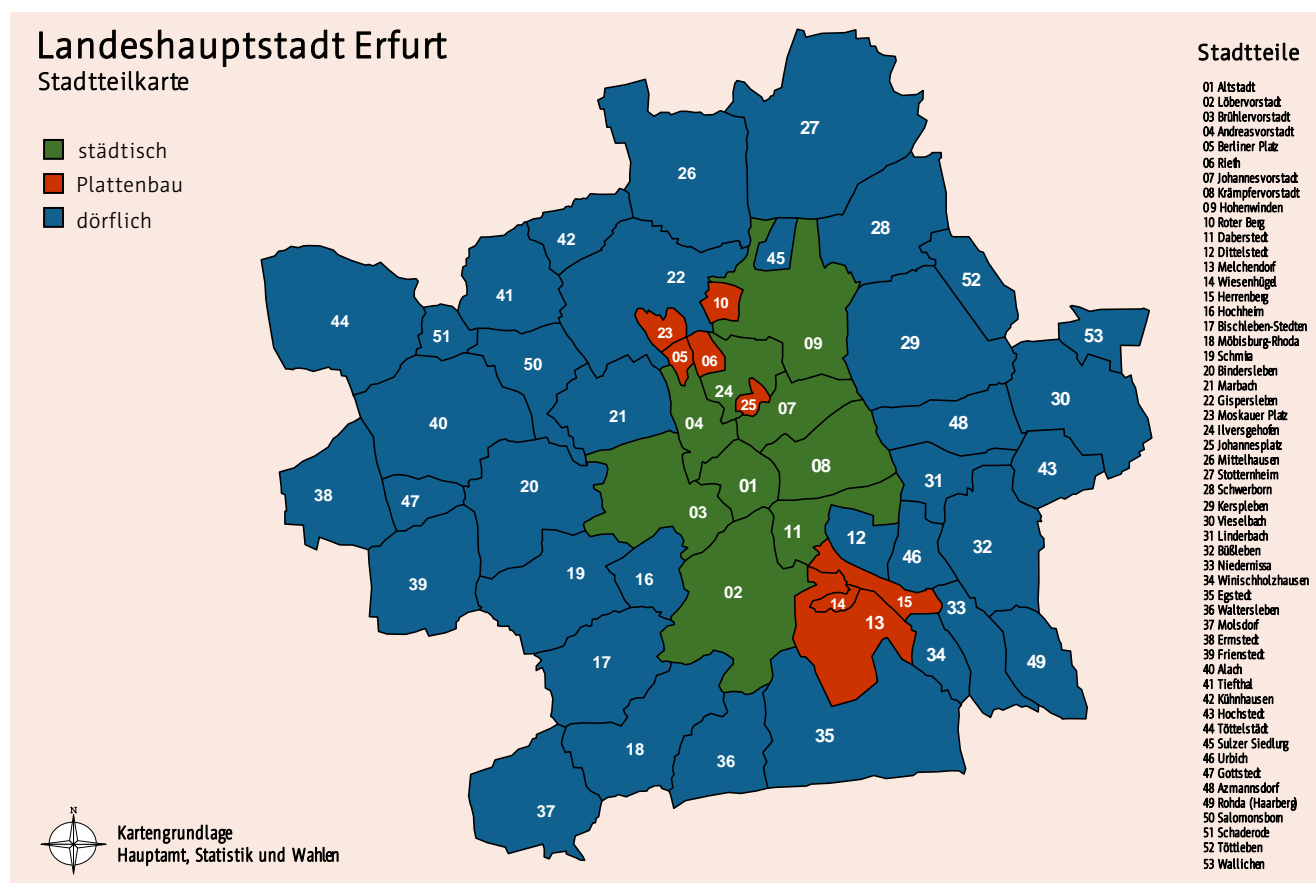 Landeshauptstadt Erfurt
Stadtteilkarte
städtisch
Plattenbau
dörflich
27
26
28
42
45
22
52
41
10
44
23
51
53
09
29
05
06
50
24
30
25
07
21
04
40
48
08
43
31
01
20
38
47
03
11
12
32
46
19
16
39
02
14
15
33
13
34
17
49
35
18
36
37
N
Kartengrundlage
Hauptamt, Statistik und Wahlen
Stadtteile
01 Altstadt
02 Löbervorstadt
03 Brühlervorstadt
04 Andreasvorstadt
05 Berliner Platz
06 Rieth
07 Johannesvorstadt
08 Krämpfervorstadt
09 Hohenwinden
10 Roter Berg
11 Daberstedt
12 Dittelstedt
13 Melchendorf
14 Wiesenhügel
15 Herrenberg
16 Hochheim
17 Bischleben-Stedten
18 Möbisburg-Rhoda
19 Schmira
20 Bindersleben
21 Marbach
22 Gispersleben
23 Moskauer Platz
24 Ilversgehofen
25 Johannesplatz
26 Mittelhausen
27 Stotternheim
28 Schwerborn
29 Kerspleben
30 Vieselbach
31 Linderbach
32 Büßleben
33 Niedernissa
34 Winischholzhausen
35 Egstedt
36 Waltersleben
37 Molsdorf
38 Ermstedt
39 Frienstedt
40 Alach
41 Tiefthal
42 Kühnhausen
43 Hochstedt
44 Töttelstädt
45 Sulzer Siedlung
46 Urbich
47 Gottstedt
48 Azmannsdorf
49 Rohda (Haarberg)
50 Salomonsborn
51 Schaderode
52 Töttleben
53 Wallichen